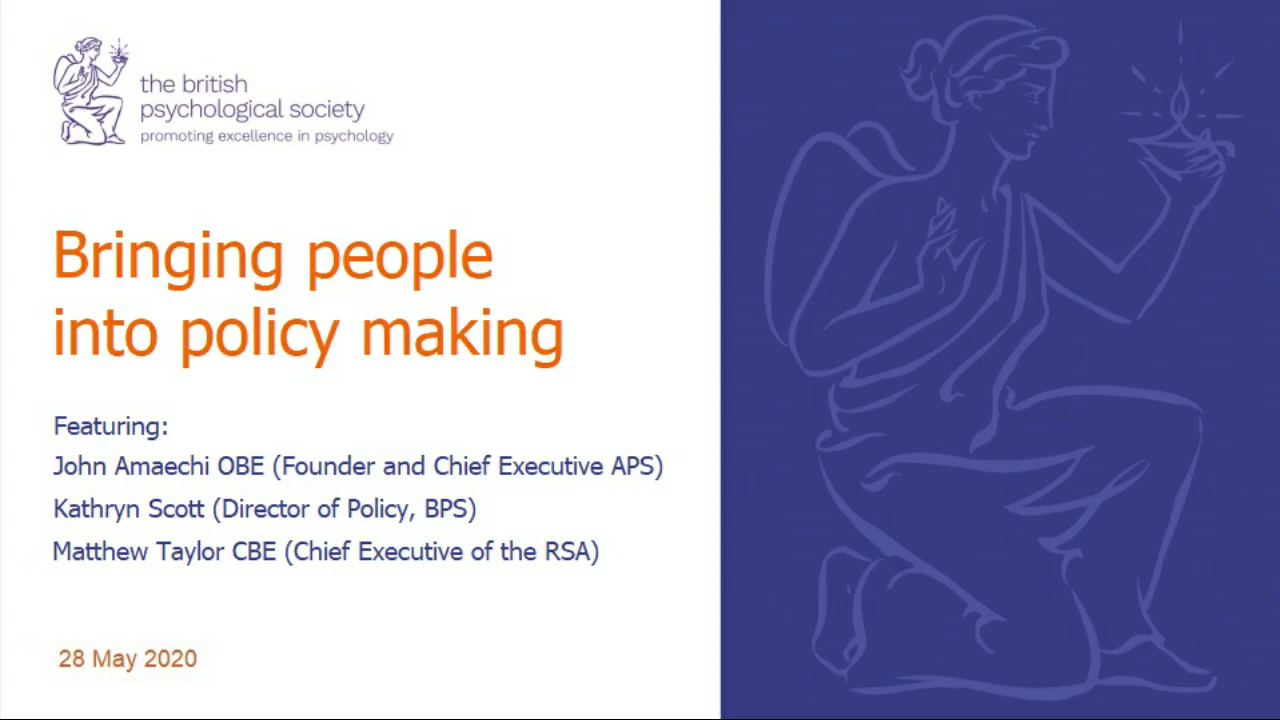 the british
psychological society
promoting excellence in psychology
Bringing people
into policy making
Featuring:
John Amaechi OBE (Founder and Chief Executive APS)
Kathryn Scott (Director of Policy, BPS)
Matthew Taylor CBE (Chief Executive of the RSA)
28 May 2020